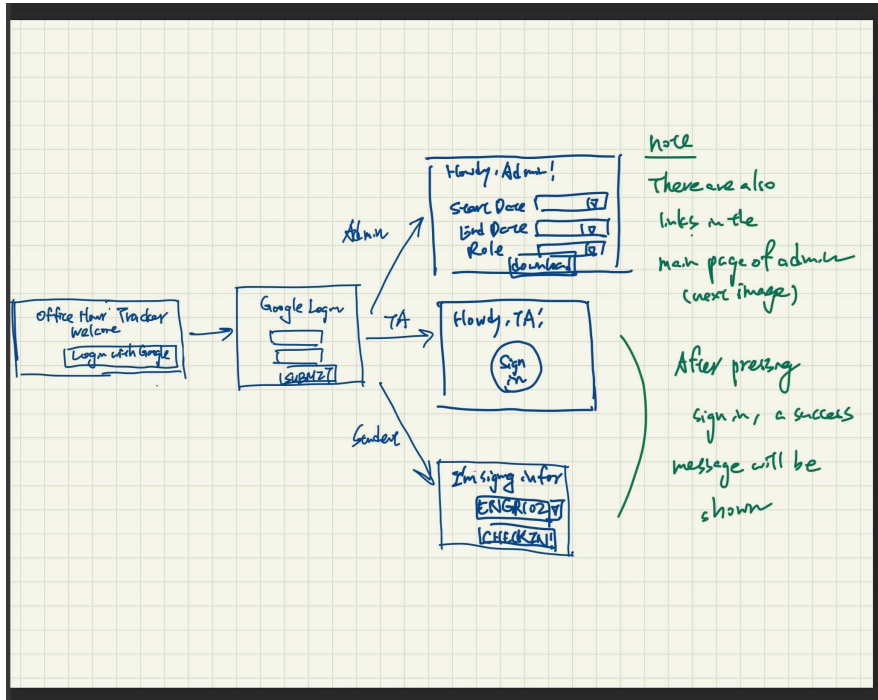 Office Hour Tracker
Welcome
Login with Google
Google Login
SUBMIT
Admin
TA
Student
Howdy, Admin!
Start Date
End Date
Role
download
Howdy, TA!
Sign
in
I'm signing in for
ENGR102
CHECKIN!
note
There are also
links in the
main page of admin
(next image)
After pressing
sign in, a success
message will be
shown